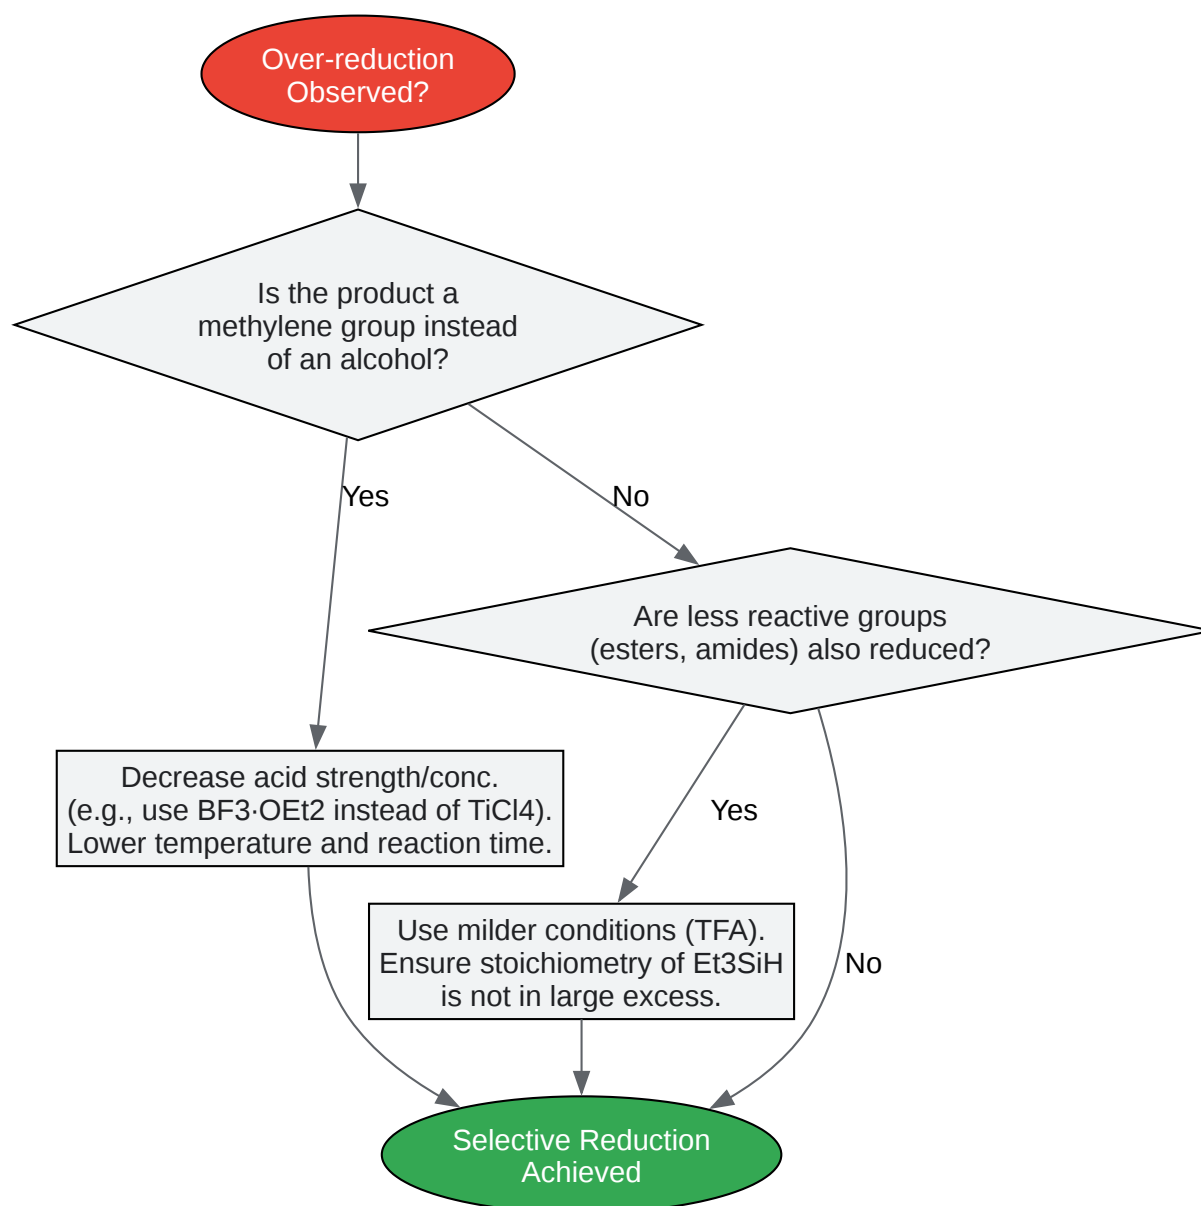 Over-reduction
Observed?
Is the product a
methylene group instead
of an alcohol?
Yes
No
Are less reactive groups
(esters, amides) also reduced?
Decrease acid strength/conc.
(e.g., use BF3·OEt2 instead of TiCl4).
Lower temperature and reaction time.
Yes
Use milder conditions (TFA).
Ensure stoichiometry of Et3SiH
is not in large excess.
No
Selective Reduction
Achieved